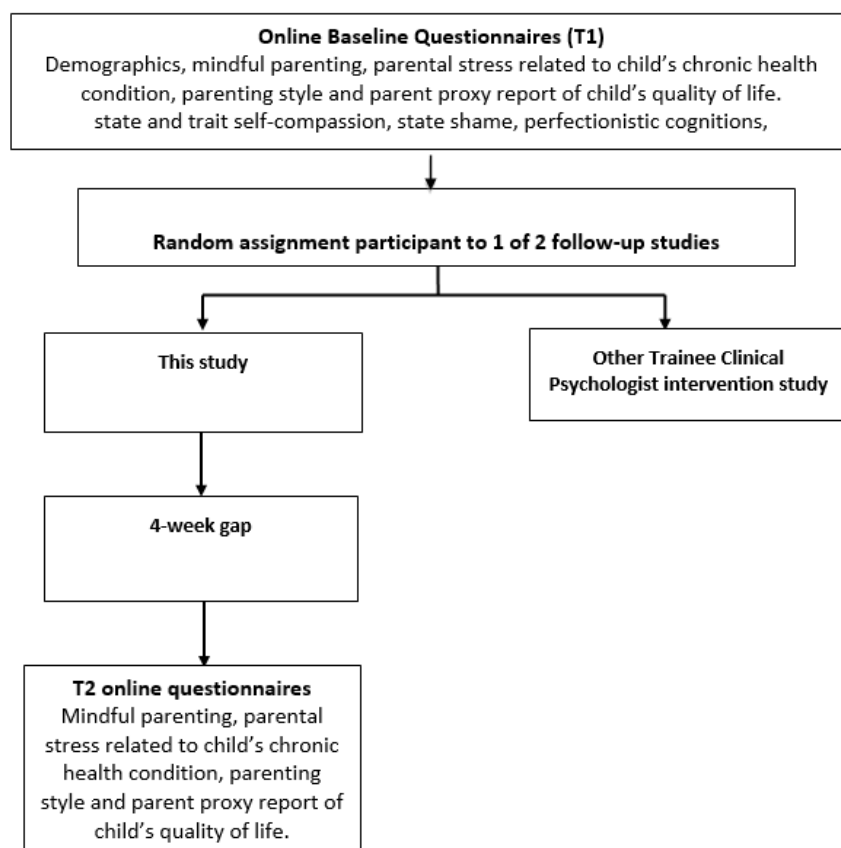 Online Baseline Questionnaires (T1)
Demographics, mindful parenting, parental stress related to child's chronic health
condition, parenting style and parent proxy report of child's quality of life.
state and trait self-compassion, state shame, perfectionistic cognitions,
Random assignment participant to 1 of 2 follow-up studies
This study
Other Trainee Clinical
Psychologist intervention study
4-week gap
T2 online questionnaires
Mindful parenting, parental
stress related to child's chronic
health condition, parenting
style and parent proxy report of
child's quality of life.